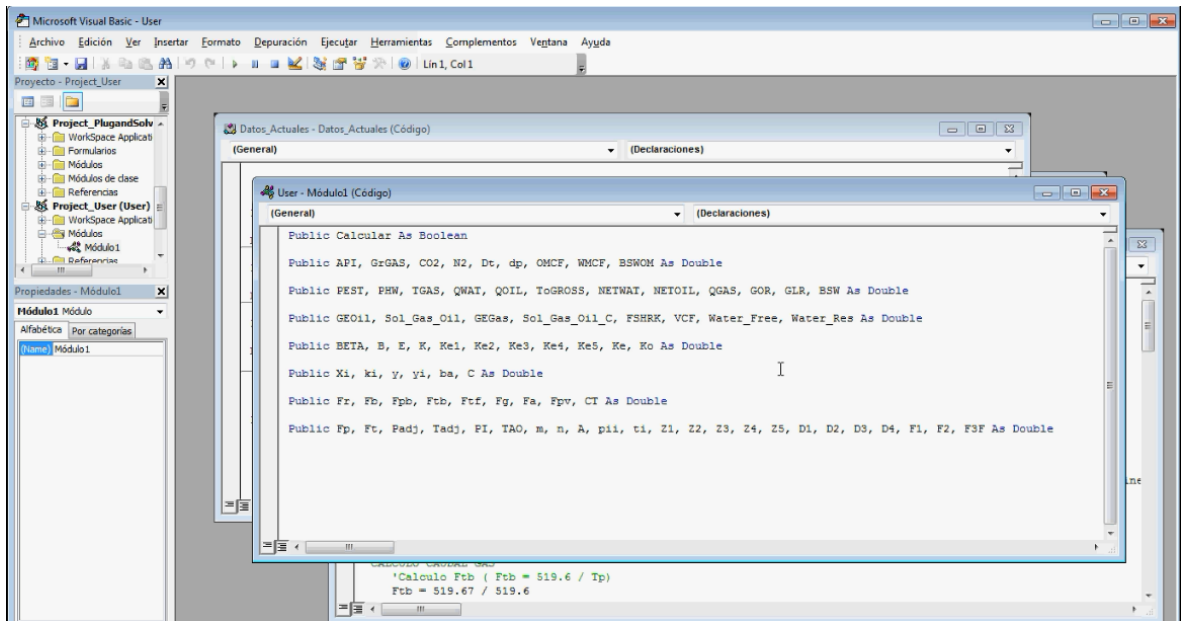 Microsoft Visual Basic - User
Archivo Edición Ver Insertar Formato Depuración Ejecutar Herramientas Complementos Ventana Ayuda
Lín 1, Col 1
Proyecto - Project_User
Project_PlugandSolv
WorkSpace Applicati
Formularios
Módulos
Módulos de clase
Referencias
Project_User (User)
WorkSpace Applicati
Módulos
Módulo1
Referencias
Propiedades - Módulo1
Módulo1 Módulo
Alfabética Por categorías
(Name) Módulo1
Datos_Actuales - Datos_Actuales (Código)
(General) (Declaraciones)
User - Módulo1 (Código)
(General) (Declaraciones)
Public Calcular As Boolean
Public API, GrGAS, CO2, N2, Dt, dp, OMCF, WMCF, BSWOM As Double
Public PEST, PHW, TGAS, QWAT, QOIL, ToGROSS, NETWAT, NETOIL, QGAS, GOR, GLR, BSW As Double
Public GEOil, Sol_Gas_Oil, GEGas, Sol_Gas_Oil_C, FSHRK, VCF, Water_Free, Water_Res As Double
Public BETA, B, E, K, Ke1, Ke2, Ke3, Ke4, Ke5, Ke, Ko As Double
Public Xi, ki, y, yi, ba, C As Double
Public Fr, Fb, Fpb, Ftb, Ftf, Fg, Fa, Fpv, CT As Double
Public Fp, Ft, Padj, Tadj, PI, TAO, m, n, A, pii, ti, Z1, Z2, Z3, Z4, Z5, D1, D2, D3, D4, F1, F2, F3F As Double
ine
CALCULO CAUDAL GAS
'Calculo Ftb ( Ftb = 519.6 / Tp)
Ftb = 519.67 / 519.6